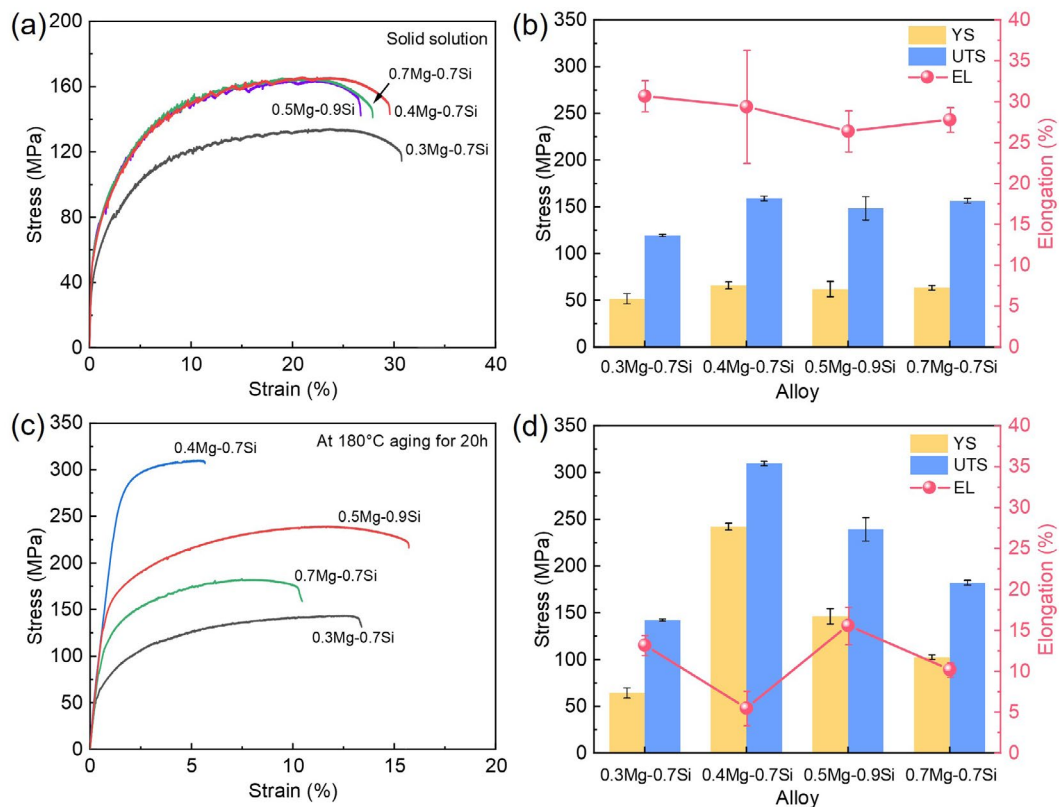 (a)
Solid solution
0.7Mg-0.7Si
0.5Mg-0.9Si
0.4Mg-0.7Si
0.3Mg-0.7Si
200
160
120
80
40
0
Stress (MPa)
0 10 20 30 40
Strain (%)
(b)
YS
UTS
EL
350
300
250
200
150
100
50
0
Stress (MPa)
40
35
30
25
20
15
10
5
0
Elongation (%)
0.3Mg-0.7Si 0.4Mg-0.7Si 0.5Mg-0.9Si 0.7Mg-0.7Si
Alloy
(c)
At 180°C aging for 20h
0.4Mg-0.7Si
0.5Mg-0.9Si
0.7Mg-0.7Si
0.3Mg-0.7Si
350
300
250
200
150
100
50
0
Stress (MPa)
0 5 10 15 20
Strain (%)
(d)
YS
UTS
EL
350
300
250
200
150
100
50
0
Stress (MPa)
40
35
30
25
20
15
10
5
0
Elongation (%)
0.3Mg-0.7Si 0.4Mg-0.7Si 0.5Mg-0.9Si 0.7Mg-0.7Si
Alloy